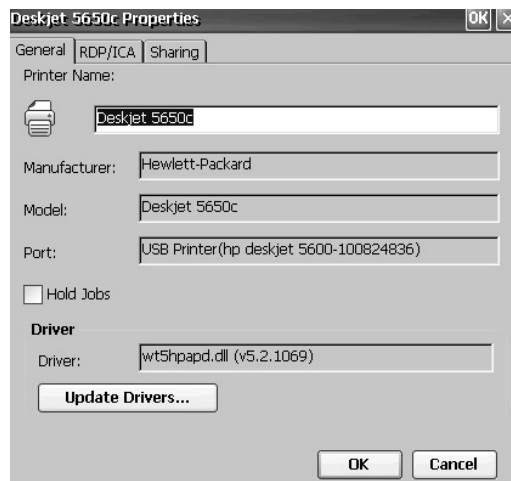 Deskjet 5650c Properties OK ×
General RDP/ICA Sharing
Printer Name:
Deskjet 5650c
Manufacturer: Hewlett-Packard
Model: Deskjet 5650c
Port: USB Printer(hp deskjet 5600-100824836)
Hold Jobs
Driver
Driver: wt5hpapd.dll (v5.2.1069)
Update Drivers...
OK Cancel